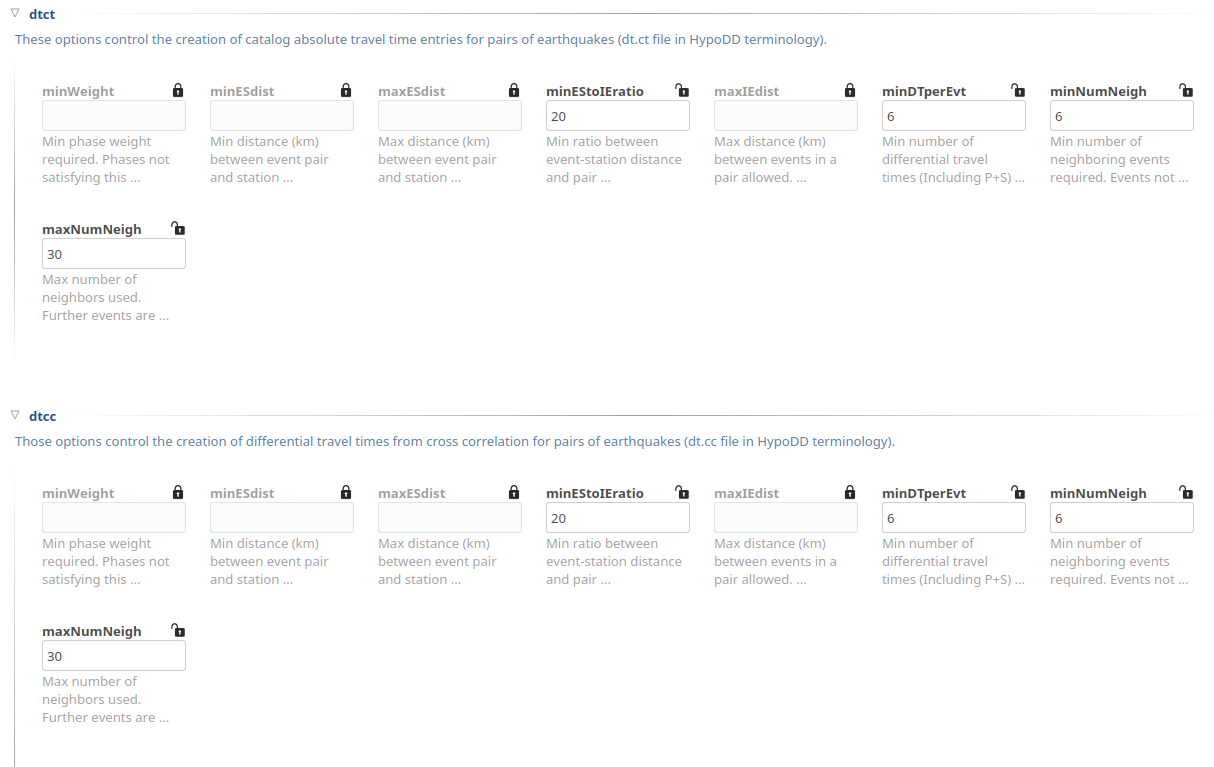 dtct
These options control the creation of catalog absolute travel time entries for pairs of earthquakes (dt.ct file in HypoDD terminology).
minWeight minESdist maxESdist minEStoIEratio maxIEdist minDTperEvt minNumNeigh
20 6 6
Min phase weight Min distance (km) Max distance (km) Min ratio between Max distance (km) Min number of Min number of
required. Phases not between event pair between event pair event-station distance between events in a differential travel neighboring events
satisfying this ... and station ... and station ... and pair ... pair allowed. ... times (Including P+S) ... required. Events not ...
maxNumNeigh
30
Max number of
neighbors used.
Further events are ...
dtcc
Those options control the creation of differential travel times from cross correlation for pairs of earthquakes (dt.cc file in HypoDD terminology).
minWeight minESdist maxESdist minEStoIEratio maxIEdist minDTperEvt minNumNeigh
20 6 6
Min phase weight Min distance (km) Max distance (km) Min ratio between Max distance (km) Min number of Min number of
required. Phases not between event pair between event pair event-station distance between events in a differential travel neighboring events
satisfying this ... and station ... and station ... and pair ... pair allowed. ... times (Including P+S) ... required. Events not ...
maxNumNeigh
30
Max number of
neighbors used.
Further events are ...